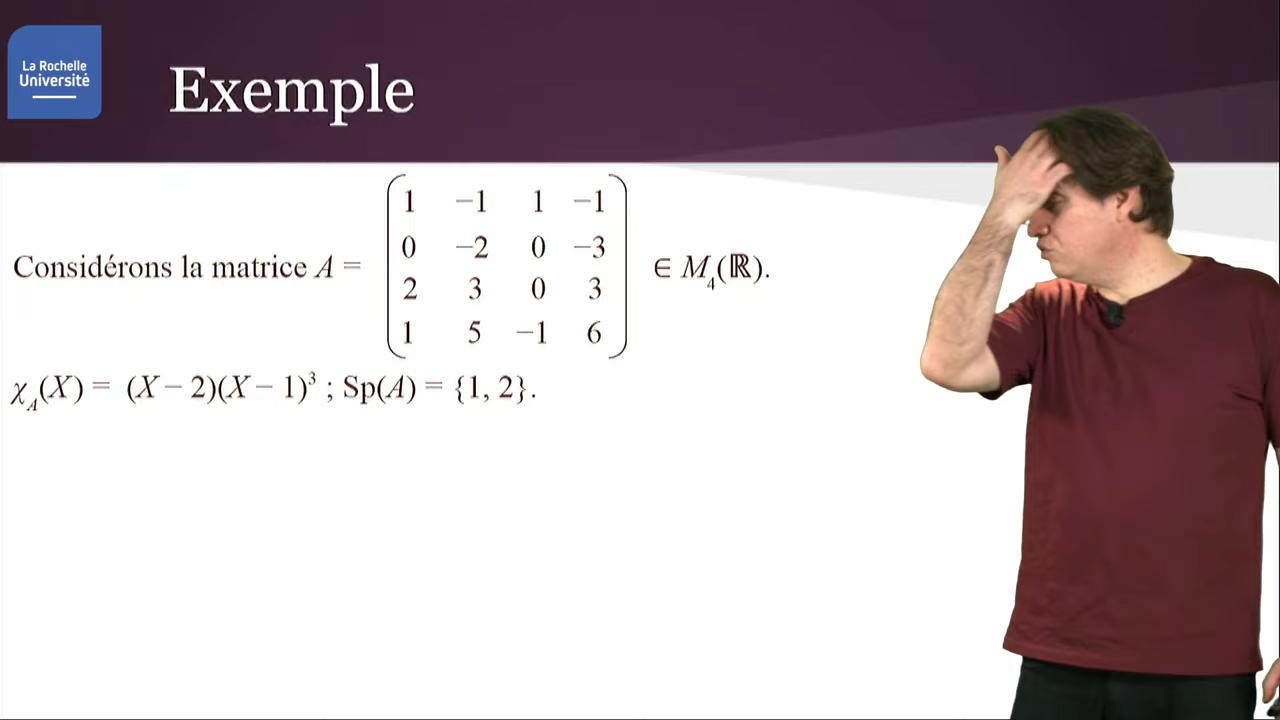 La Rochelle
Université
Exemple
Considérons la matrice A = ∈ M₄(ℝ).
1 −1 1 −1
0 −2 0 −3
2 3 0 3
1 5 −1 6
χ_A(X) = (X − 2)(X − 1)³ ; Sp(A) = {1, 2}.